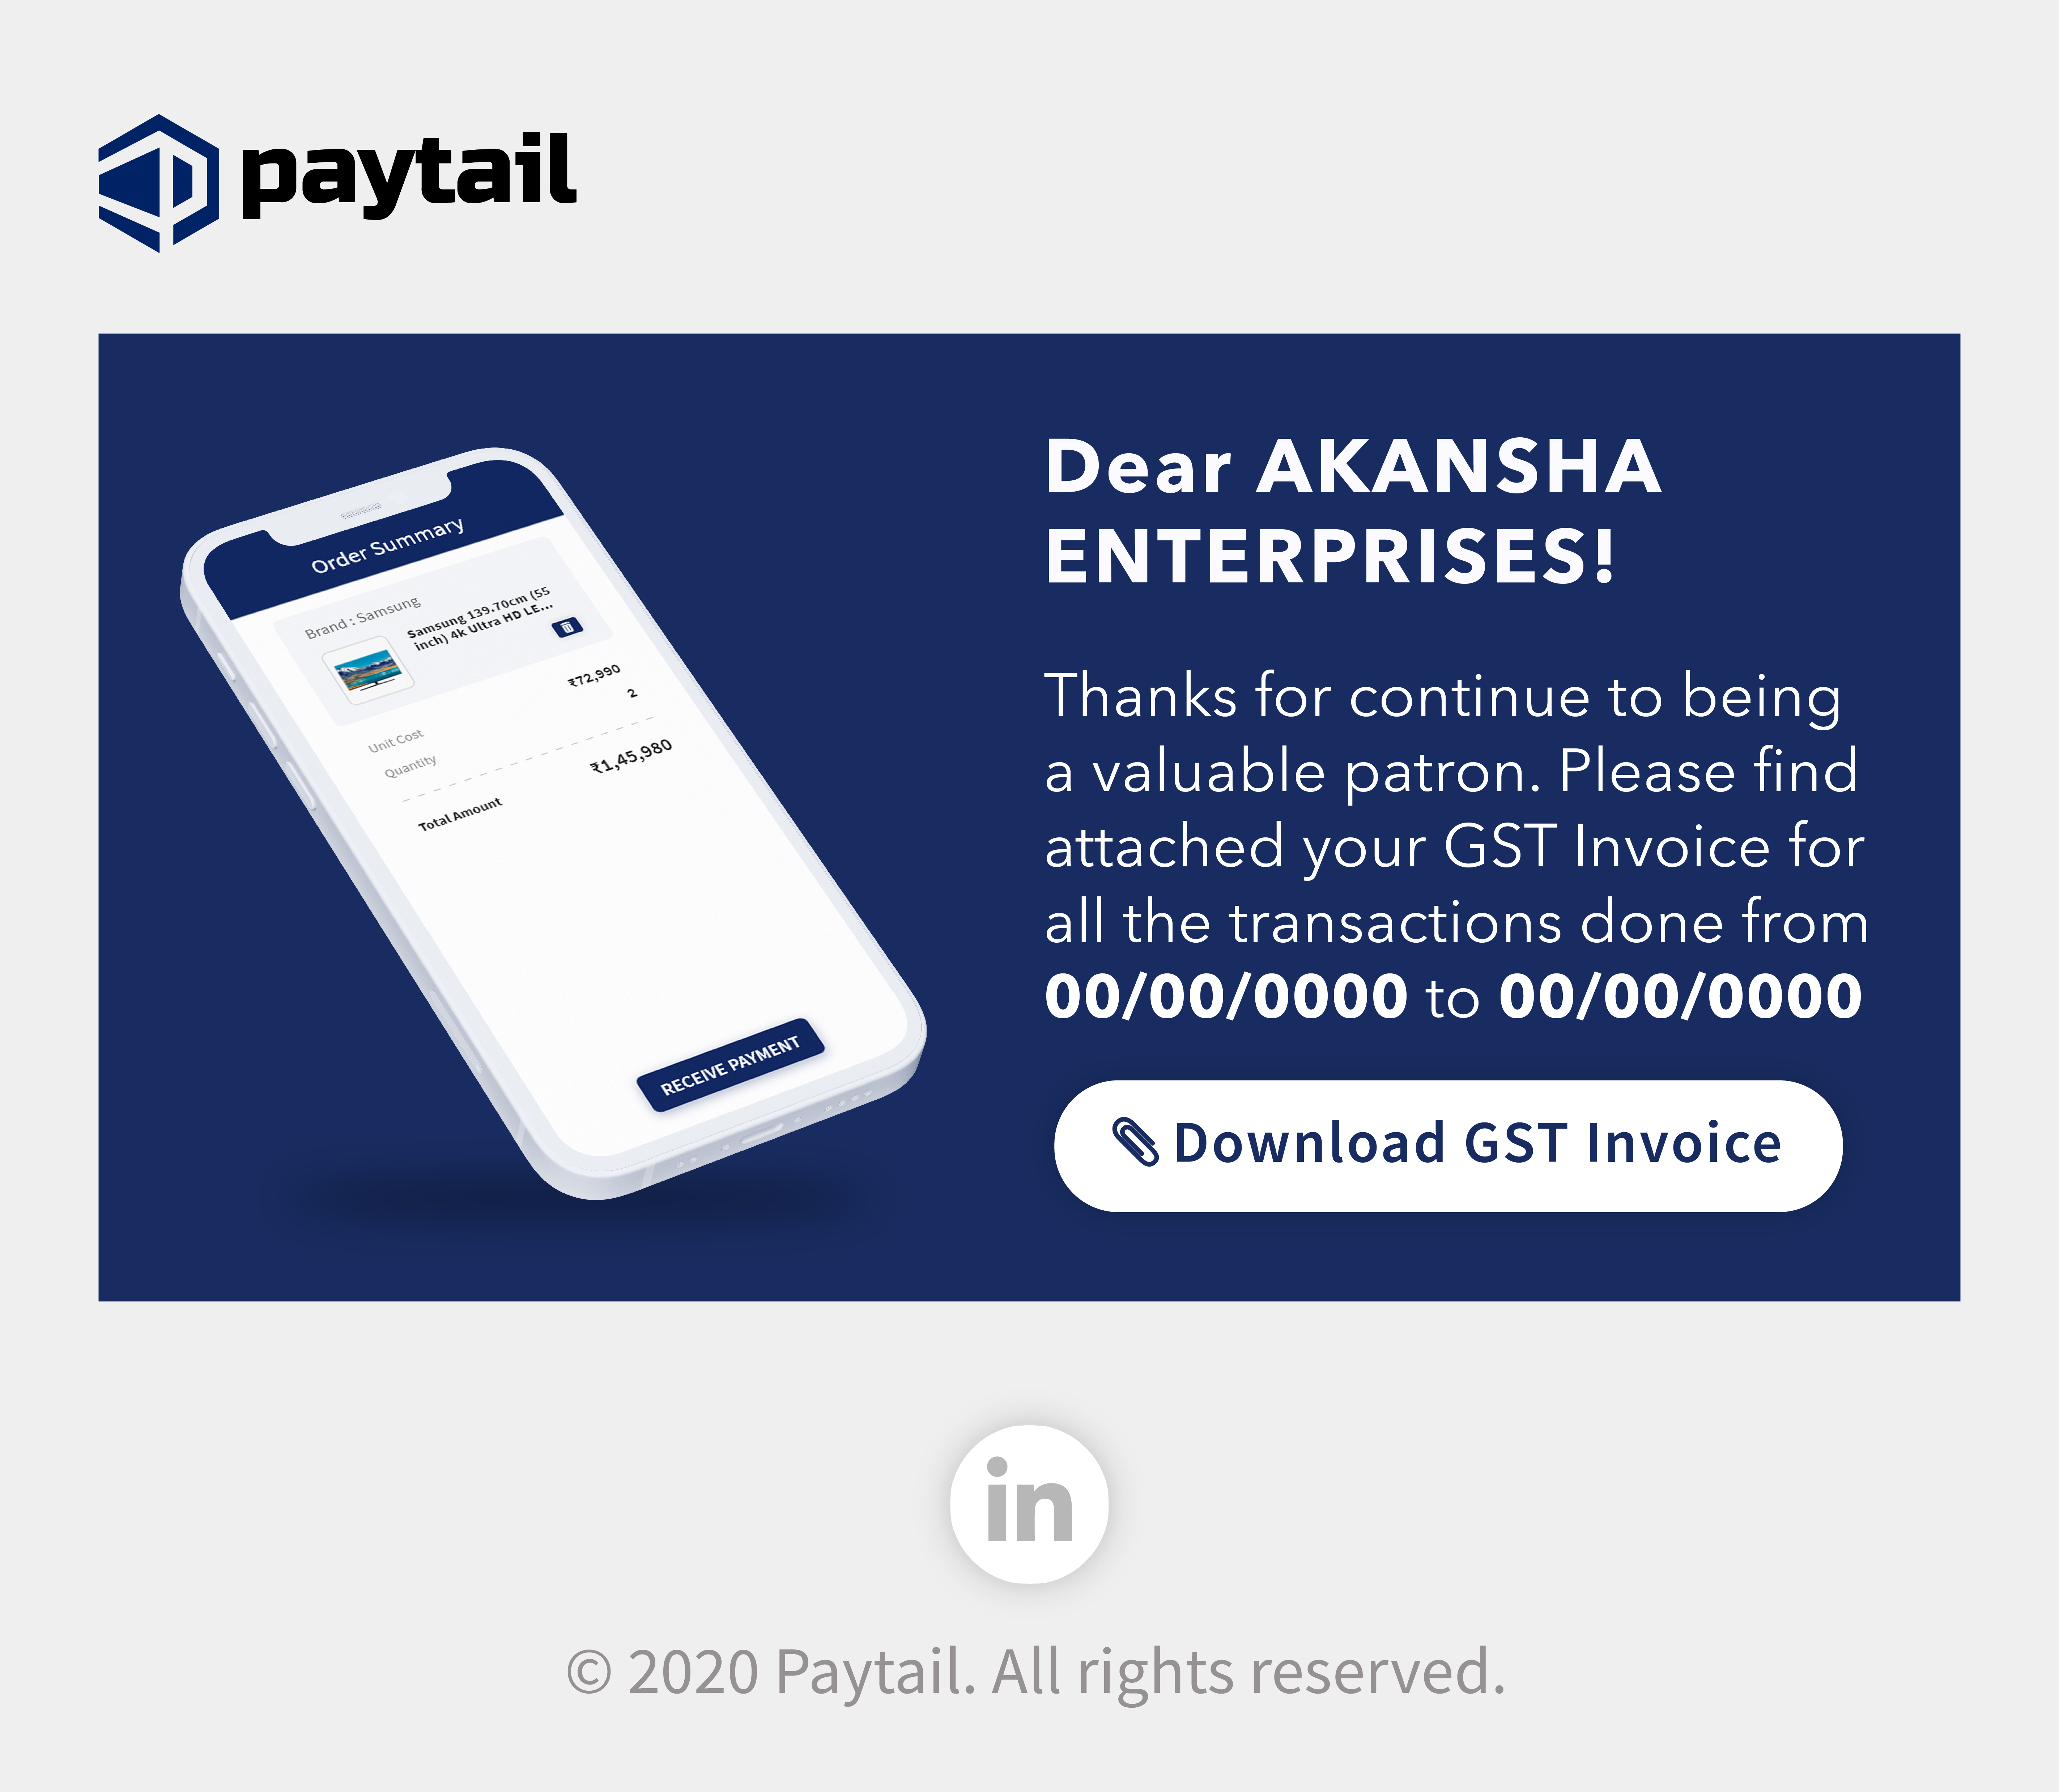 paytail
Order Summary
Brand : Samsung
Samsung 139.70cm (55
inch) 4k Ultra HD LE...
Unit Cost ₹72,990
Quantity 2
Total Amount ₹1,45,980
RECEIVE PAYMENT
Dear AKANSHA
ENTERPRISES!
Thanks for continue to being
a valuable patron. Please find
attached your GST Invoice for
all the transactions done from
00/00/0000 to 00/00/0000
Download GST Invoice
in
© 2020 Paytail. All rights reserved.